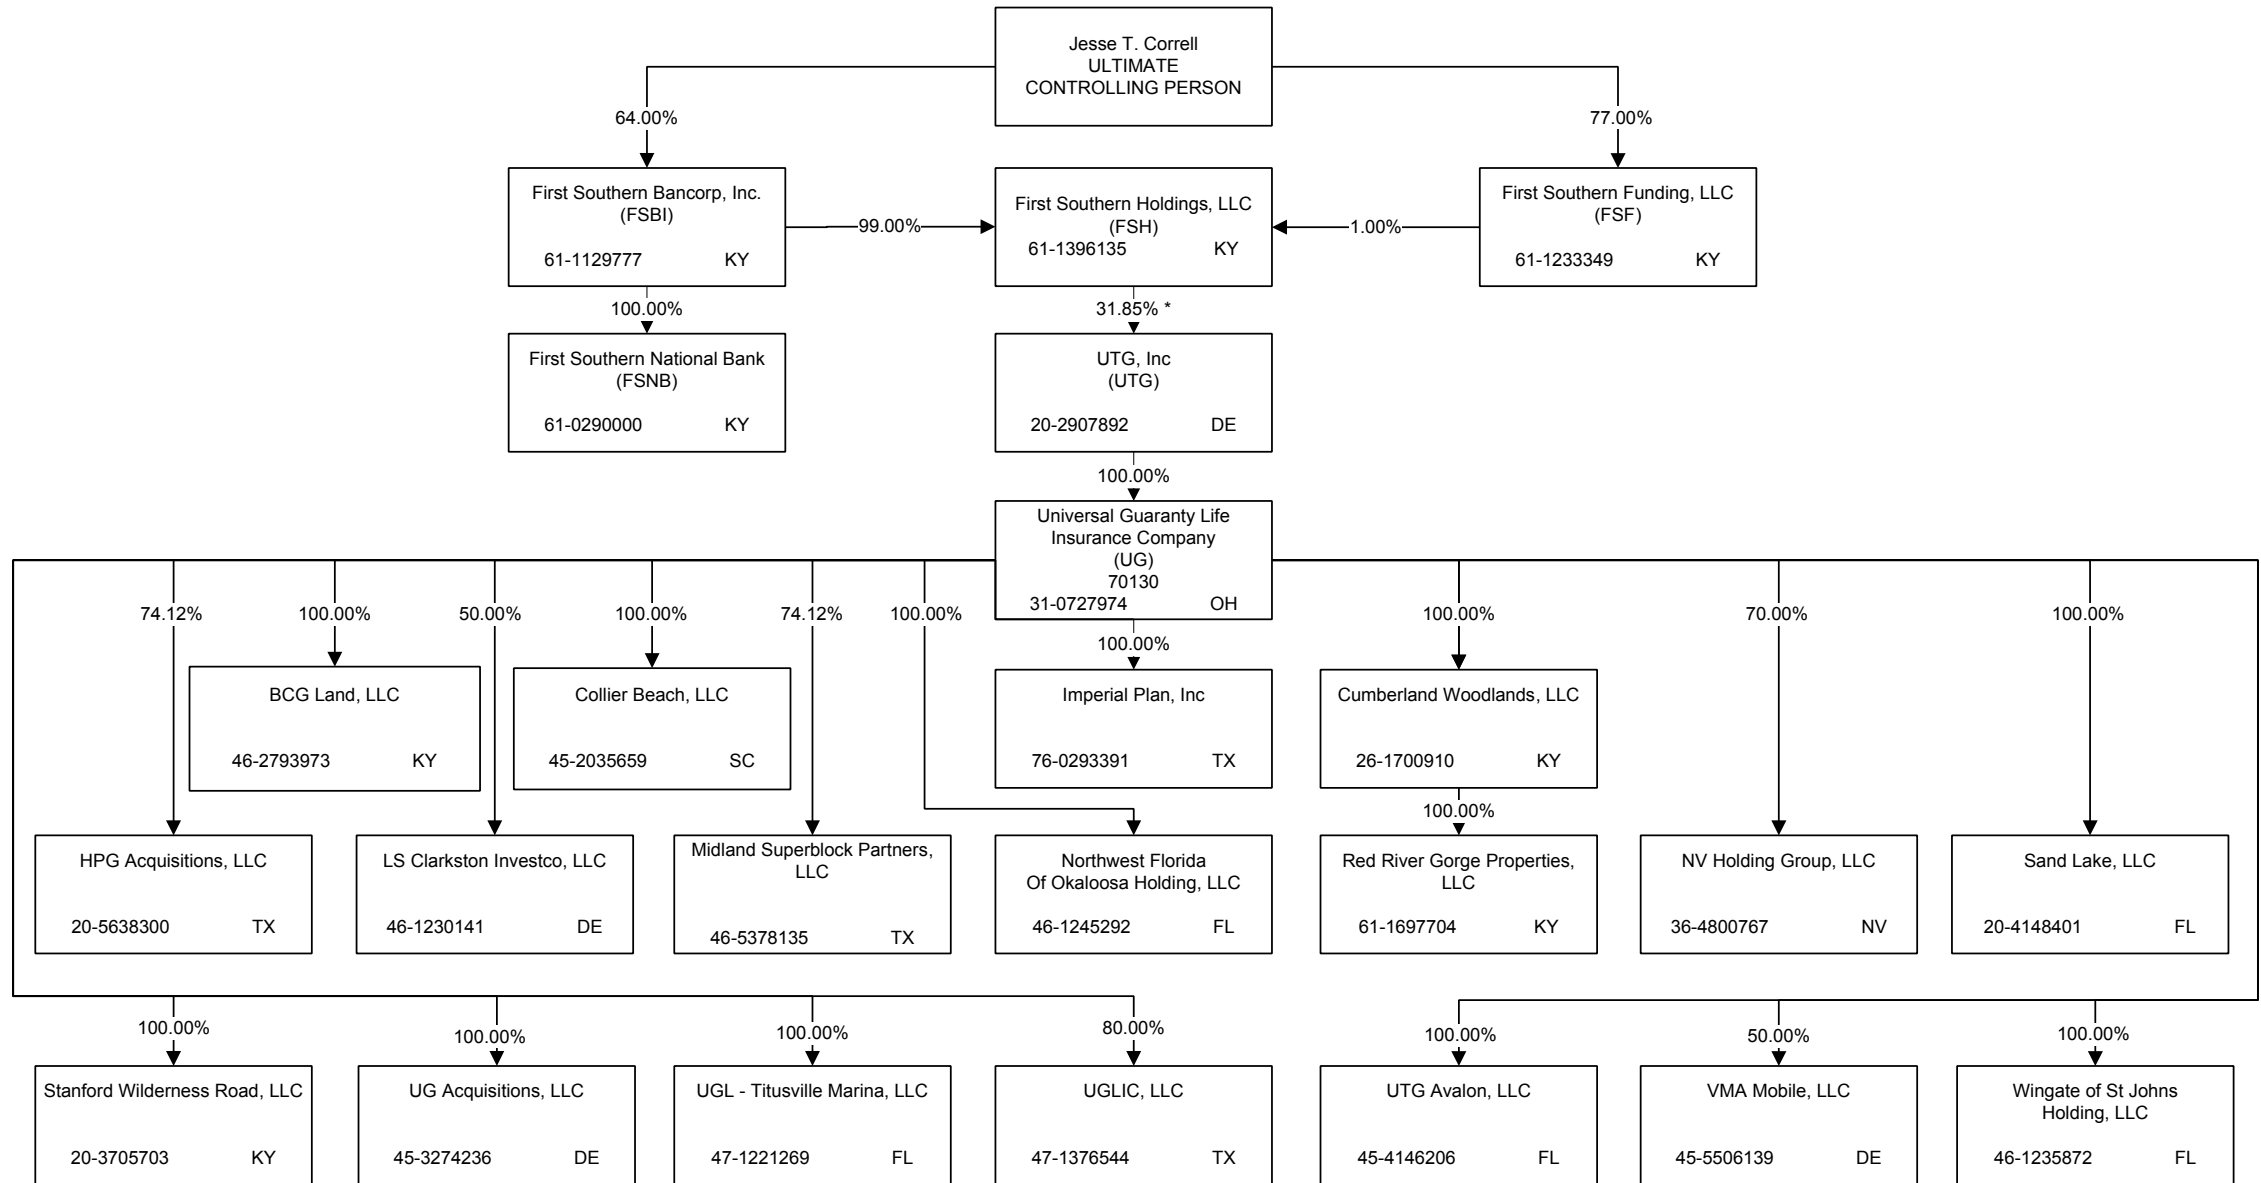 Jesse T. Correll
ULTIMATE
CONTROLLING PERSON
64.00%
77.00%
First Southern Bancorp, Inc.
(FSBI)
61-1129777 KY
99.00%
First Southern Holdings, LLC
(FSH)
61-1396135 KY
1.00%
First Southern Funding, LLC
(FSF)
61-1233349 KY
100.00%
31.85% *
First Southern National Bank
(FSNB)
61-0290000 KY
UTG, Inc
(UTG)
20-2907892 DE
100.00%
Universal Guaranty Life
Insurance Company
(UG)
70130
31-0727974 OH
74.12%
100.00%
50.00%
100.00%
74.12%
100.00%
100.00%
100.00%
70.00%
100.00%
BCG Land, LLC
46-2793973 KY
Collier Beach, LLC
45-2035659 SC
Imperial Plan, Inc
76-0293391 TX
Cumberland Woodlands, LLC
26-1700910 KY
100.00%
HPG Acquisitions, LLC
20-5638300 TX
LS Clarkston Investco, LLC
46-1230141 DE
Midland Superblock Partners,
LLC
46-5378135 TX
Northwest Florida
Of Okaloosa Holding, LLC
46-1245292 FL
Red River Gorge Properties,
LLC
61-1697704 KY
NV Holding Group, LLC
36-4800767 NV
Sand Lake, LLC
20-4148401 FL
100.00%
100.00%
100.00%
80.00%
100.00%
50.00%
100.00%
Stanford Wilderness Road, LLC
20-3705703 KY
UG Acquisitions, LLC
45-3274236 DE
UGL - Titusville Marina, LLC
47-1221269 FL
UGLIC, LLC
47-1376544 TX
UTG Avalon, LLC
45-4146206 FL
VMA Mobile, LLC
45-5506139 DE
Wingate of St Johns
Holding, LLC
46-1235872 FL